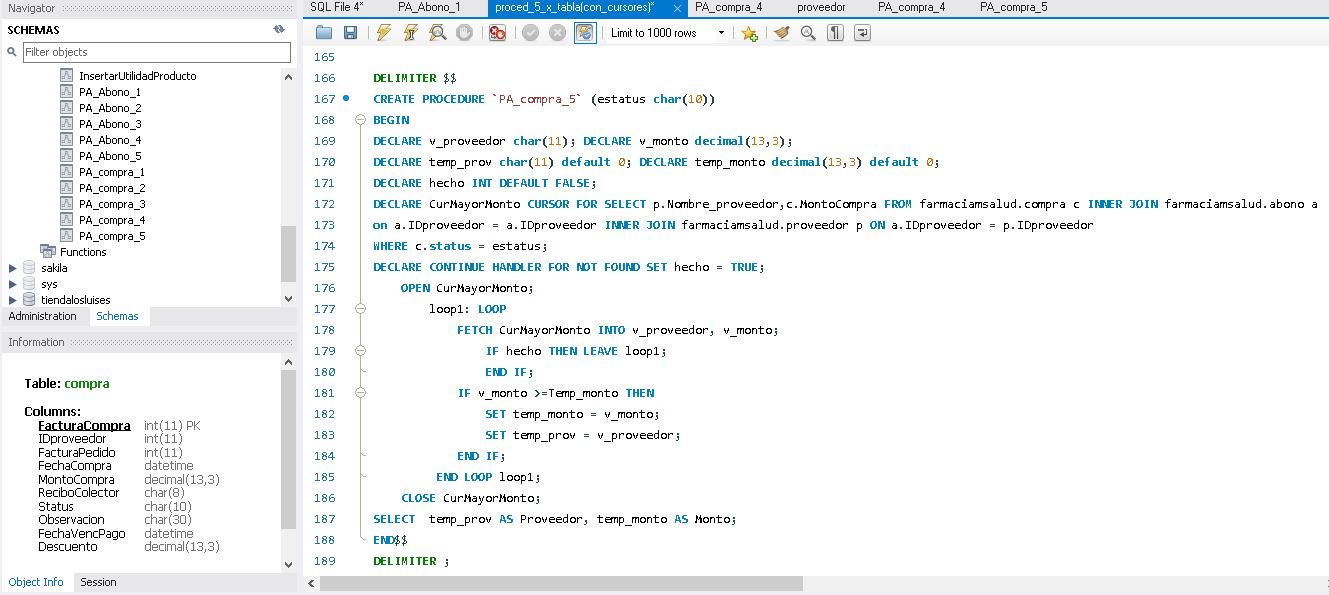 Navigator
SCHEMAS
Filter objects
InsertarUtilidadProducto
PA_Abono_1
PA_Abono_2
PA_Abono_3
PA_Abono_4
PA_Abono_5
PA_compra_1
PA_compra_2
PA_compra_3
PA_compra_4
PA_compra_5
Functions
sakila
sys
tiendalosluises
Administration Schemas
Information
Table: compra
Columns:
FacturaCompra int(11) PK
IDproveedor int(11)
FacturaPedido int(11)
FechaCompra datetime
MontoCompra decimal(13,3)
ReciboColector char(8)
Status char(10)
Observacion char(30)
FechaVencPago datetime
Descuento decimal(13,3)
Object Info Session
SQL File 4* PA_Abono_1 proced_5_x_tabla(con_cursores)* PA_compra_4 proveedor PA_compra_4 PA_compra_5
Limit to 1000 rows
165
166 DELIMITER $$
167 CREATE PROCEDURE `PA_compra_5` (estatus char(10))
168 BEGIN
169 DECLARE v_proveedor char(11); DECLARE v_monto decimal(13,3);
170 DECLARE temp_prov char(11) default 0; DECLARE temp_monto decimal(13,3) default 0;
171 DECLARE hecho INT DEFAULT FALSE;
172 DECLARE CurMayorMonto CURSOR FOR SELECT p.Nombre_proveedor,c.MontoCompra FROM farmaciamsalud.compra c INNER JOIN farmaciamsalud.abono a
173 on a.IDproveedor = a.IDproveedor INNER JOIN farmaciamsalud.proveedor p ON a.IDproveedor = p.IDproveedor
174 WHERE c.status = estatus;
175 DECLARE CONTINUE HANDLER FOR NOT FOUND SET hecho = TRUE;
176 OPEN CurMayorMonto;
177 loop1: LOOP
178 FETCH CurMayorMonto INTO v_proveedor, v_monto;
179 IF hecho THEN LEAVE loop1;
180 END IF;
181 IF v_monto >=Temp_monto THEN
182 SET temp_monto = v_monto;
183 SET temp_prov = v_proveedor;
184 END IF;
185 END LOOP loop1;
186 CLOSE CurMayorMonto;
187 SELECT temp_prov AS Proveedor, temp_monto AS Monto;
188 END$$
189 DELIMITER ;